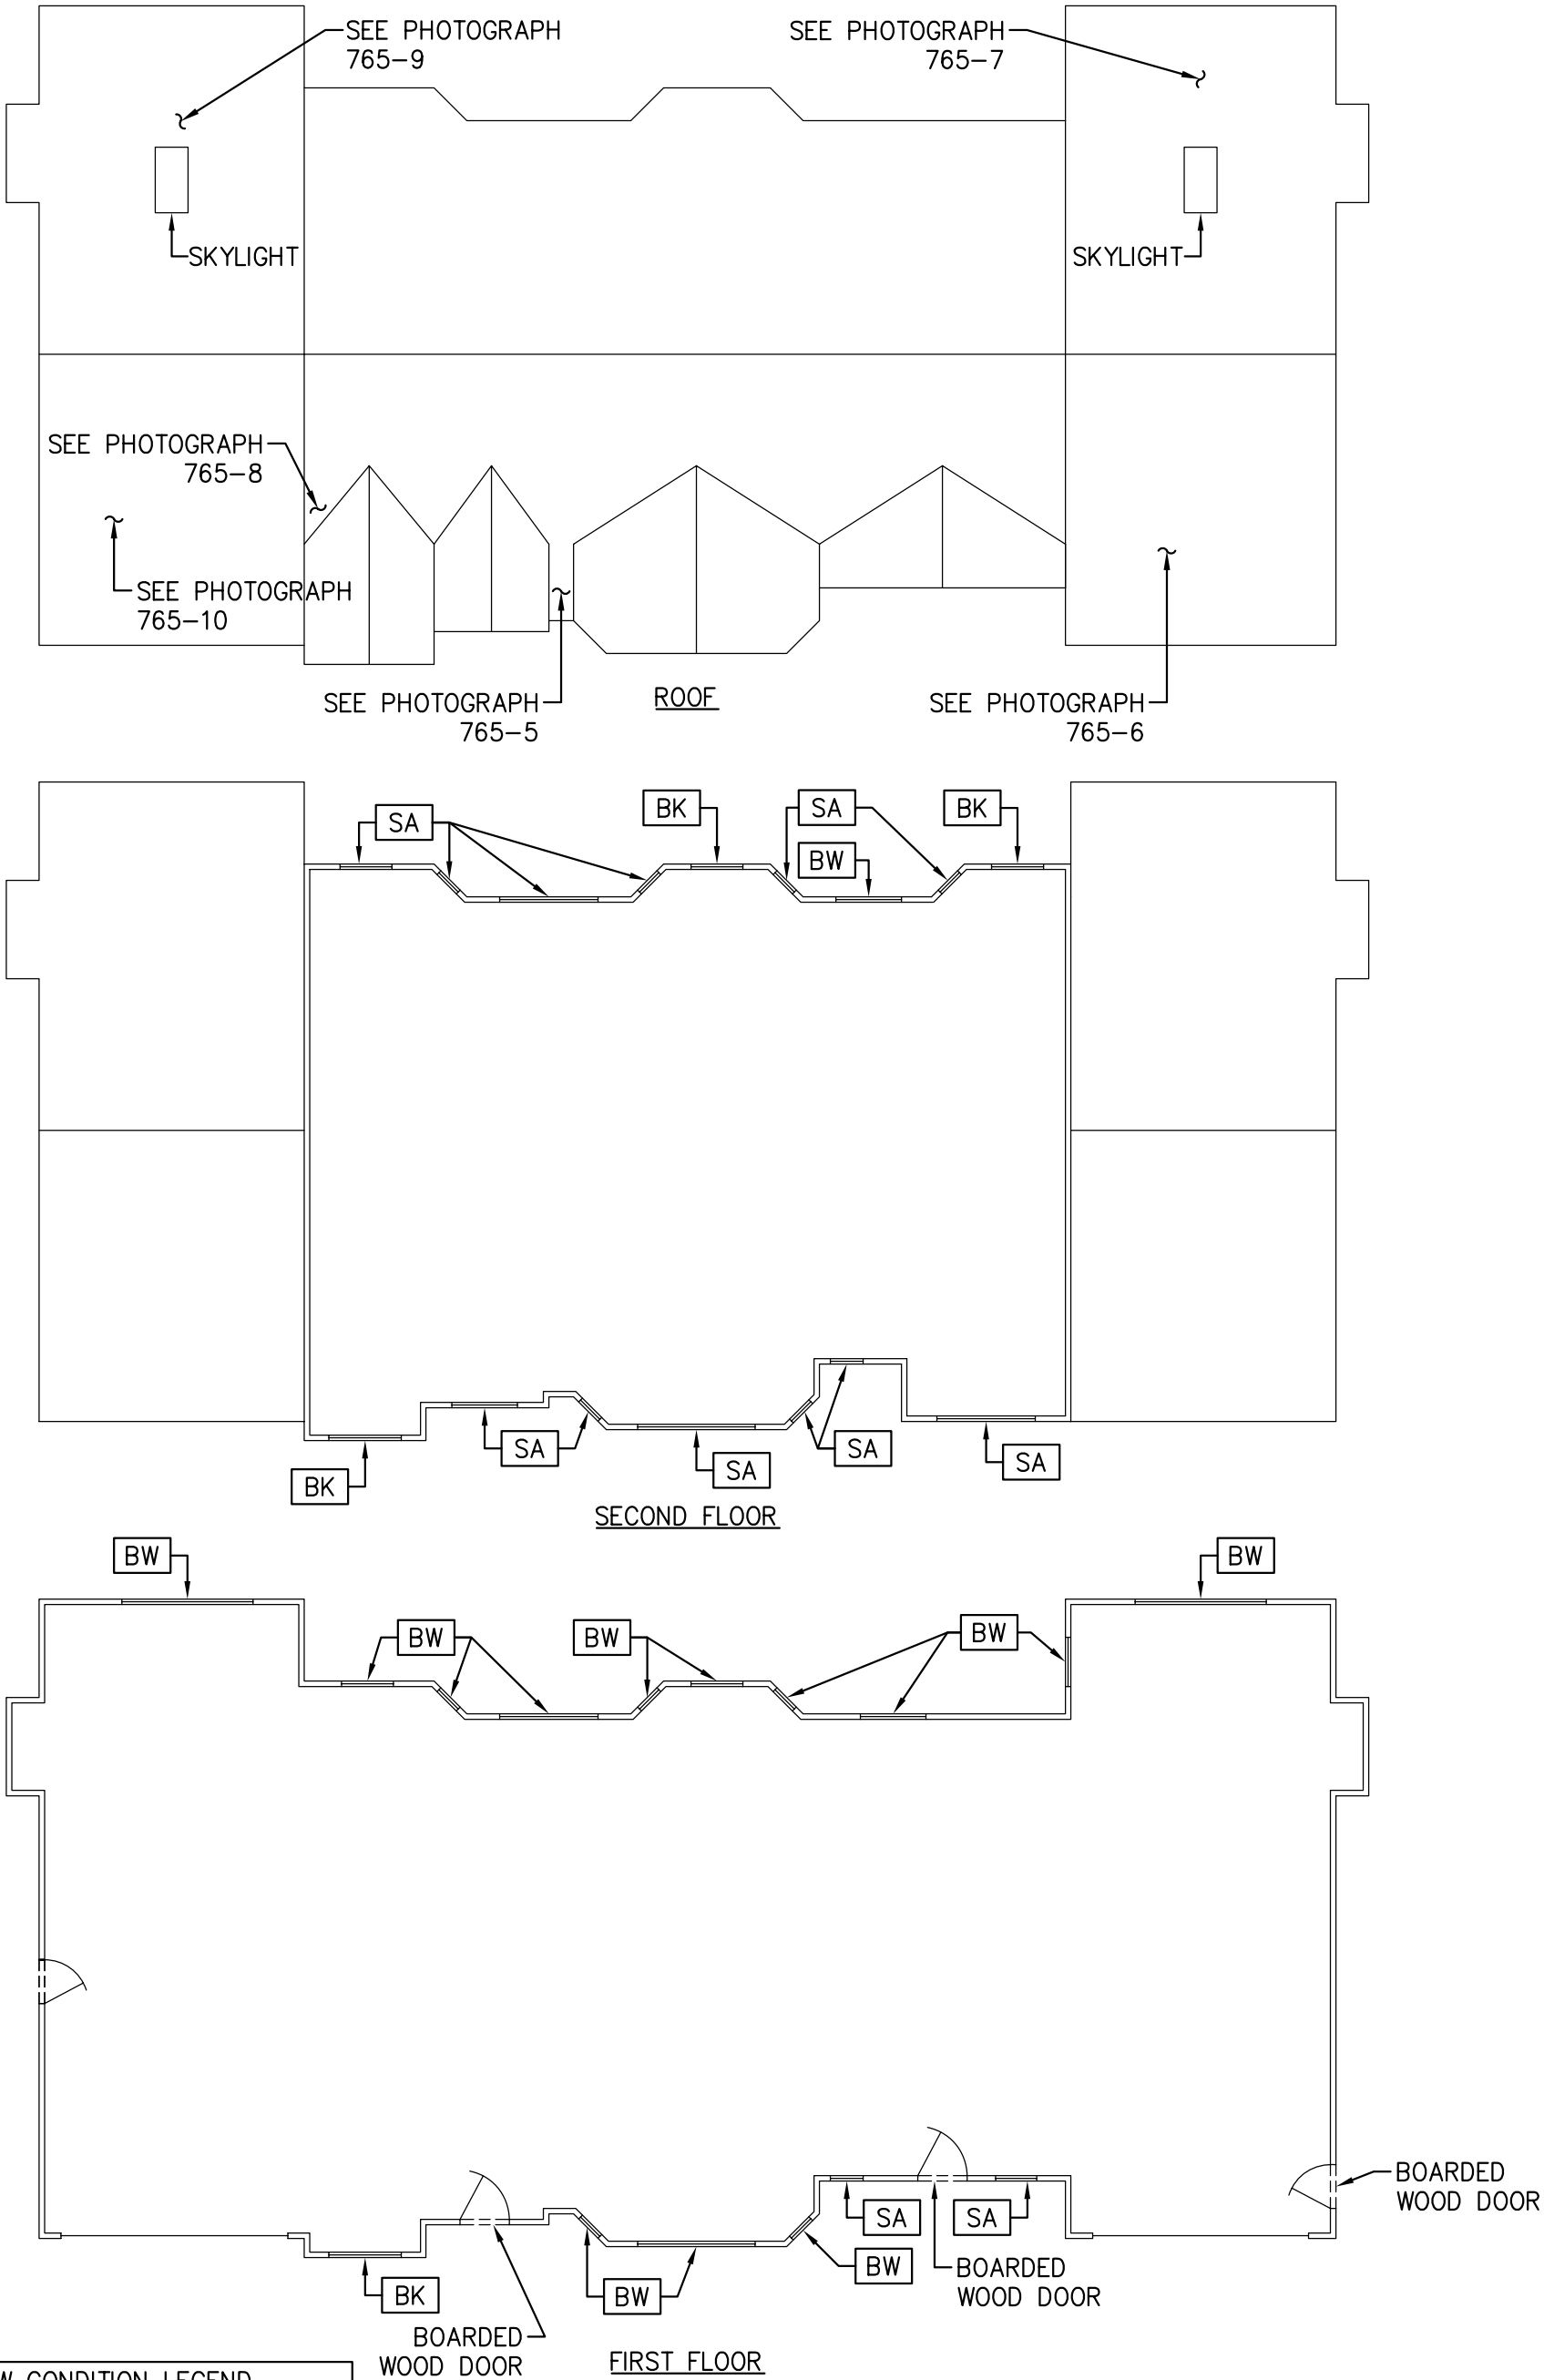 SEE PHOTOGRAPH
765-9
SEE PHOTOGRAPH
765-7
SKYLIGHT
SKYLIGHT
SEE PHOTOGRAPH
765-8
SEE PHOTOGRAPH
765-10
SEE PHOTOGRAPH
765-5
ROOF
SEE PHOTOGRAPH
765-6
SA
BK
SA
BK
BW
SA
SA
SA
SA
BK
SECOND FLOOR
BW
BW
BW
BW
BW
BOARDED
WOOD DOOR
SA
SA
BW
BOARDED
WOOD DOOR
BK
BW
BOARDED
WOOD DOOR
FIRST FLOOR
W CONDITION LEGEND